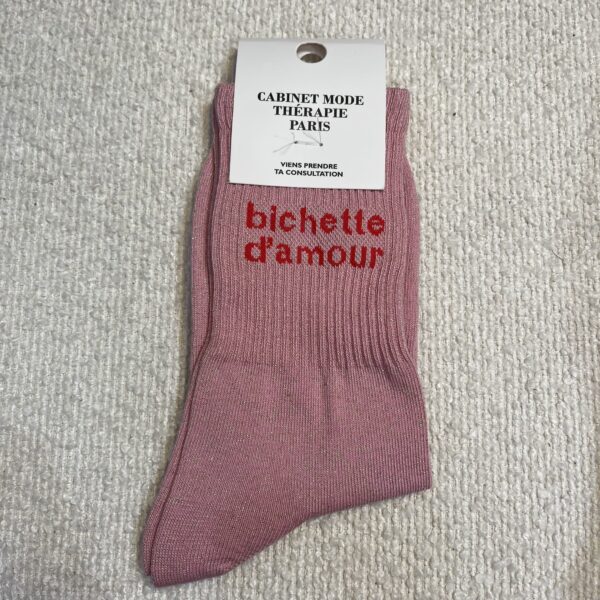 CABINET MODE
THÉRAPIE
PARIS
VIENS PRENDRE
TA CONSULTATION
bichette
d'amour